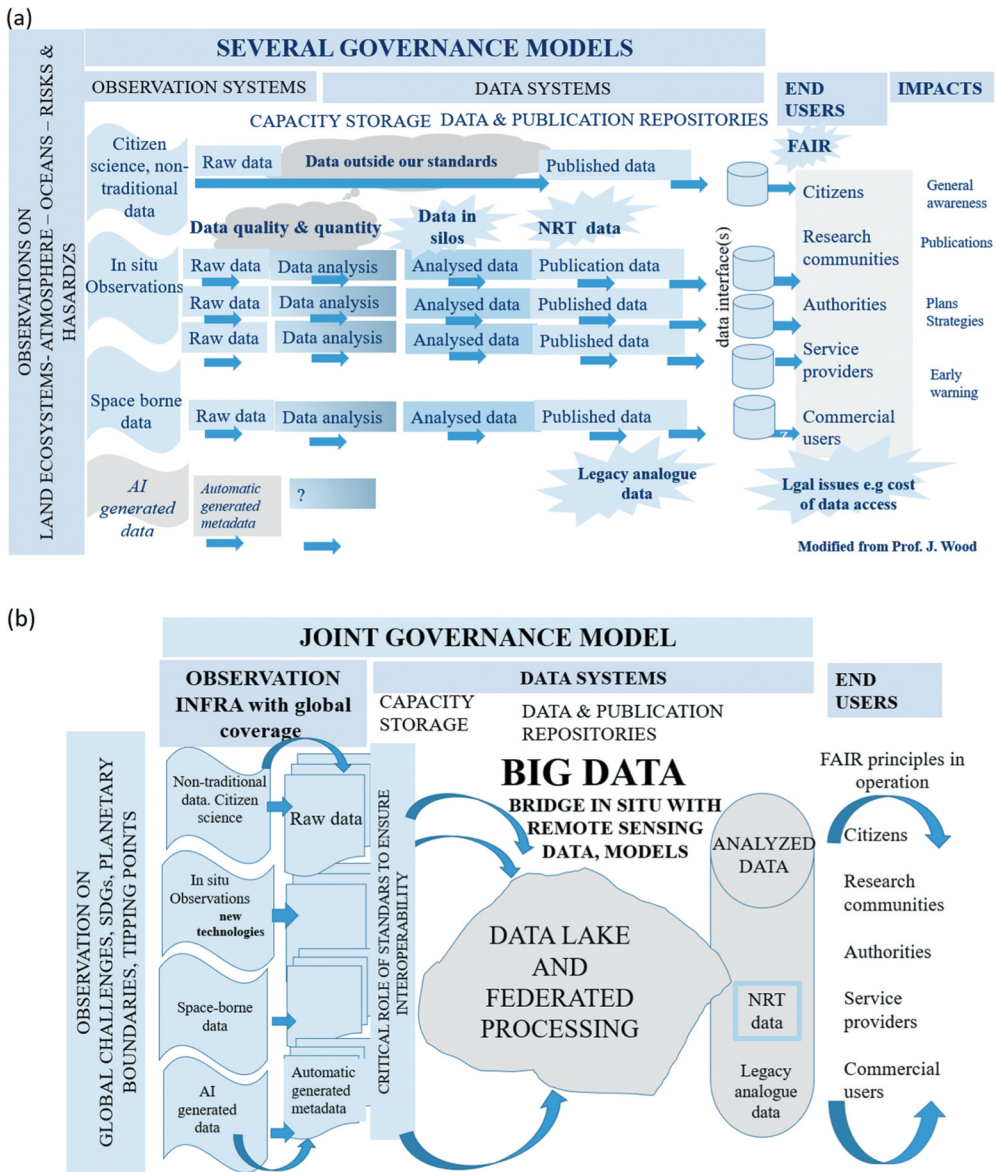 (a)
SEVERAL GOVERNANCE MODELS
OBSERVATION SYSTEMS
DATA SYSTEMS
END
USERS
IMPACTS
OBSERVATIONS ON
LAND ECOSYSTEMS- ATMOSPHERE – OCEANS – RISKS &
HASARDZS
CAPACITY STORAGE
DATA & PUBLICATION REPOSITORIES
FAIR
Citizen
science, non-
traditional
data
Raw data
Data outside our standards
Published data
Data quality & quantity
Data in
silos
NRT data
In situ
Observations
Raw data
Data analysis
Analysed data
Publication data
Raw data
Data analysis
Analysed data
Published data
Raw data
Data analysis
Analysed data
Published data
Space borne
data
Raw data
Data analysis
Analysed data
Published data
AI
generated
data
Automatic
generated
metadata
?
Legacy analogue
data
data interface(s)
Citizens
Research
communities
Authorities
Service
providers
Commercial
users
General
awareness
Publications
Plans
Strategies
Early
warning
Lgal issues e.g cost
of data access
Modified from Prof. J. Wood
(b)
JOINT GOVERNANCE MODEL
OBSERVATION
INFRA with global
coverage
DATA SYSTEMS
END
USERS
CAPACITY
STORAGE
DATA & PUBLICATION
REPOSITORIES
OBSERVATION ON
GLOBAL CHALLENGES, SDGs, PLANETARY
BOUNDARIES, TIPPING POINTS
Non-traditional
data. Citizen
science
Raw data
In situ
Observations
new
technologies
Space-borne
data
AI
generated
data
Automatic
generated
metadata
CRITICAL ROLE OF STANDARS TO ENSURE
INTEROPERABILITY
BIG DATA
BRIDGE IN SITU WITH
REMOTE SENSING
DATA, MODELS
DATA LAKE
AND
FEDERATED
PROCESSING
ANALYZED
DATA
NRT
data
Legacy
analogue
data
FAIR principles in
operation
Citizens
Research
communities
Authorities
Service
providers
Commercial
users